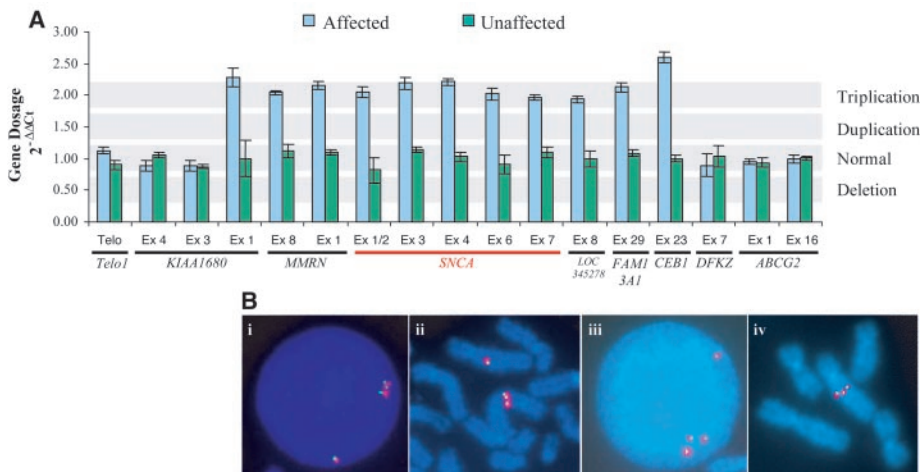 A
Affected
Unaffected
3.00
2.50
2.00
1.50
1.00
0.50
0.00
Gene Dosage
2^-ΔΔCt
Triplication
Duplication
Normal
Deletion
Telo Ex 4 Ex 3 Ex 1 Ex 8 Ex 1 Ex 1/2 Ex 3 Ex 4 Ex 6 Ex 7 Ex 8 Ex 29 Ex 23 Ex 7 Ex 1 Ex 16
Telo1 KIAA1680 MMRN SNCA LOC FAM1 CEB1 DFKZ ABCG2
345278 3A1
B
i ii iii iv